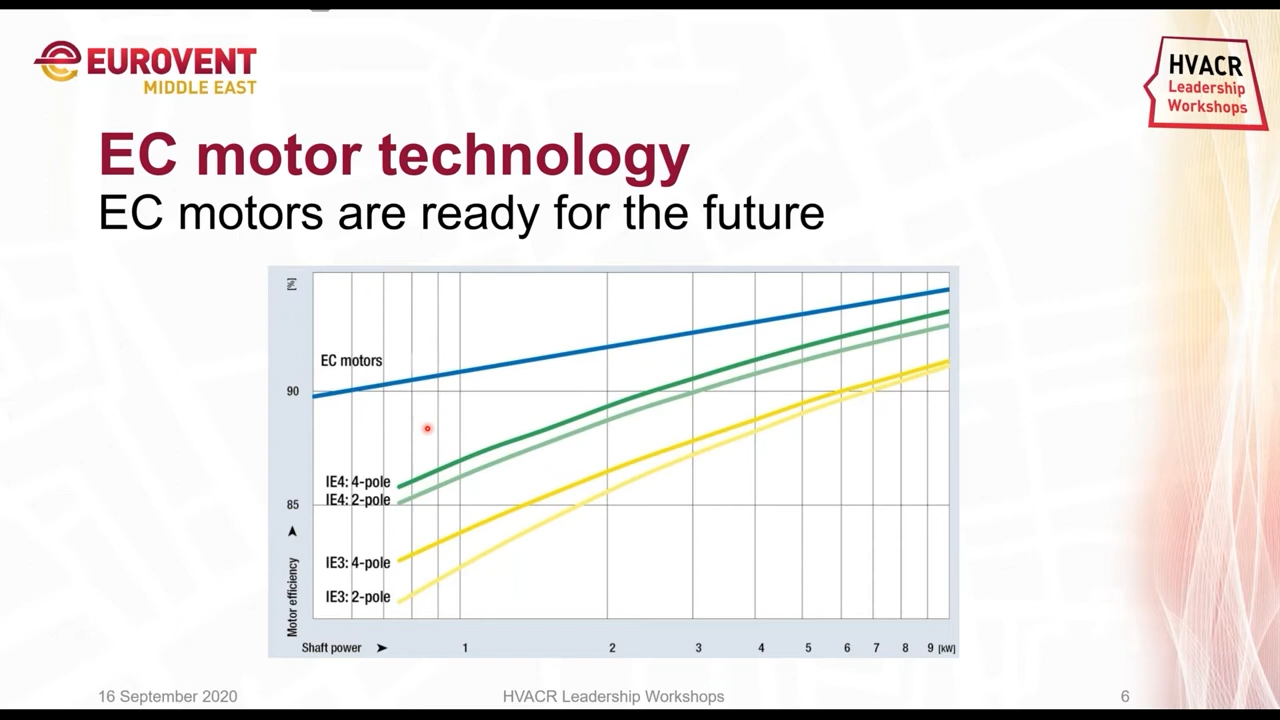 EUROVENT
MIDDLE EAST
HVACR
Leadership
Workshops
EC motor technology
EC motors are ready for the future
[%]
EC motors
90
IE4: 4-pole
IE4: 2-pole
85
IE3: 4-pole
IE3: 2-pole
Motor efficiency
Shaft power 1 2 3 4 5 6 7 8 9 [kW]
16 September 2020 HVACR Leadership Workshops 6